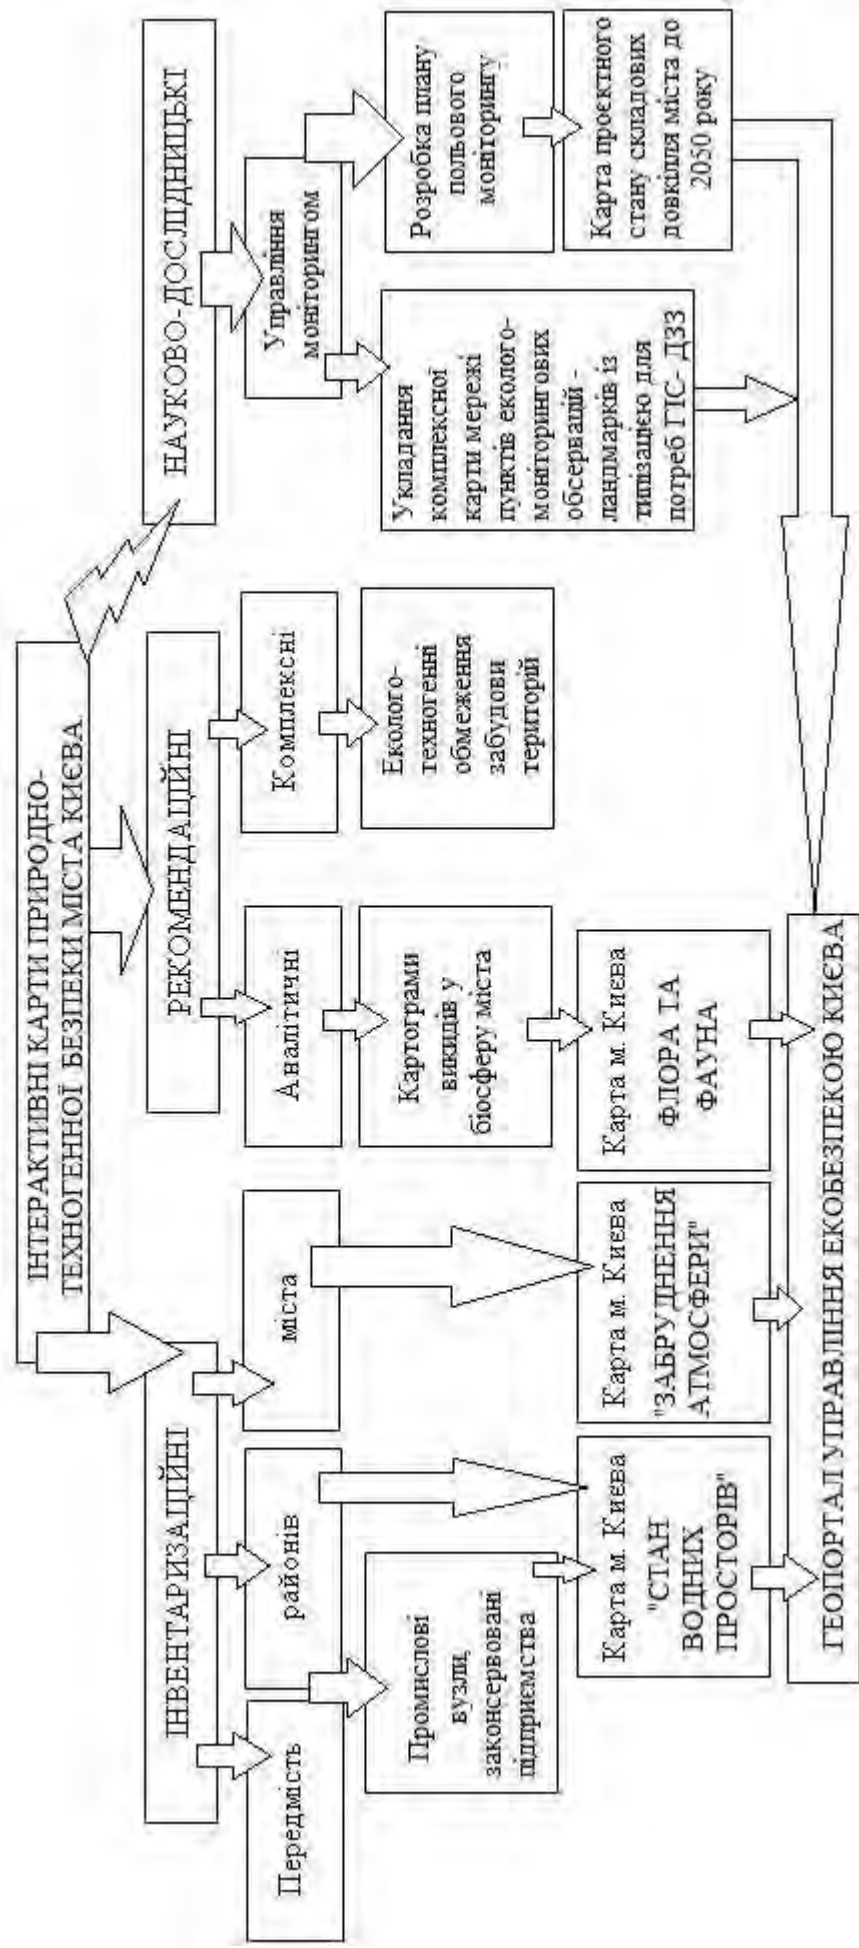 ІНТЕРАКТИВНІ КАРТИ ПРИРОДНО-
ТЕХНОГЕННОЇ БЕЗПЕКИ МІСТА КИЄВА
ІНВЕНТАРИЗАЦІЙНІ
РЕКОМЕНДАЦІЙНІ
НАУКОВО-ДОСЛІДНИЦЬКІ
Передмість
районів
міста
Аналітичні
Комплексні
Управління
моніторингом
Промислові
вузли,
законсервовані
підприємства
Картограми
викидів у
біосферу міста
Еколого-
техногенні
обмеження
забудови
територій
Укладання
комплексної
карти мережі
пунктів еколого-
моніторингових
обсервацій -
ландмарків із
типізацією для
потреб ГІС- ДЗЗ
Розробка плану
польового
моніторингу
Карта м. Києва
"СТАН
ВОДНИХ
ПРОСТОРІВ"
Карта м. Києва
"ЗАБРУДНЕННЯ
АТМОСФЕРИ"
Карта м. Києва
ФЛОРА ТА
ФАУНА
Карта проєктного
стану складових
довкілля міста до
2050 року
ГЕОПОРТАЛ УПРАВЛІННЯ ЕКОБЕЗПЕКОЮ КИЄВА